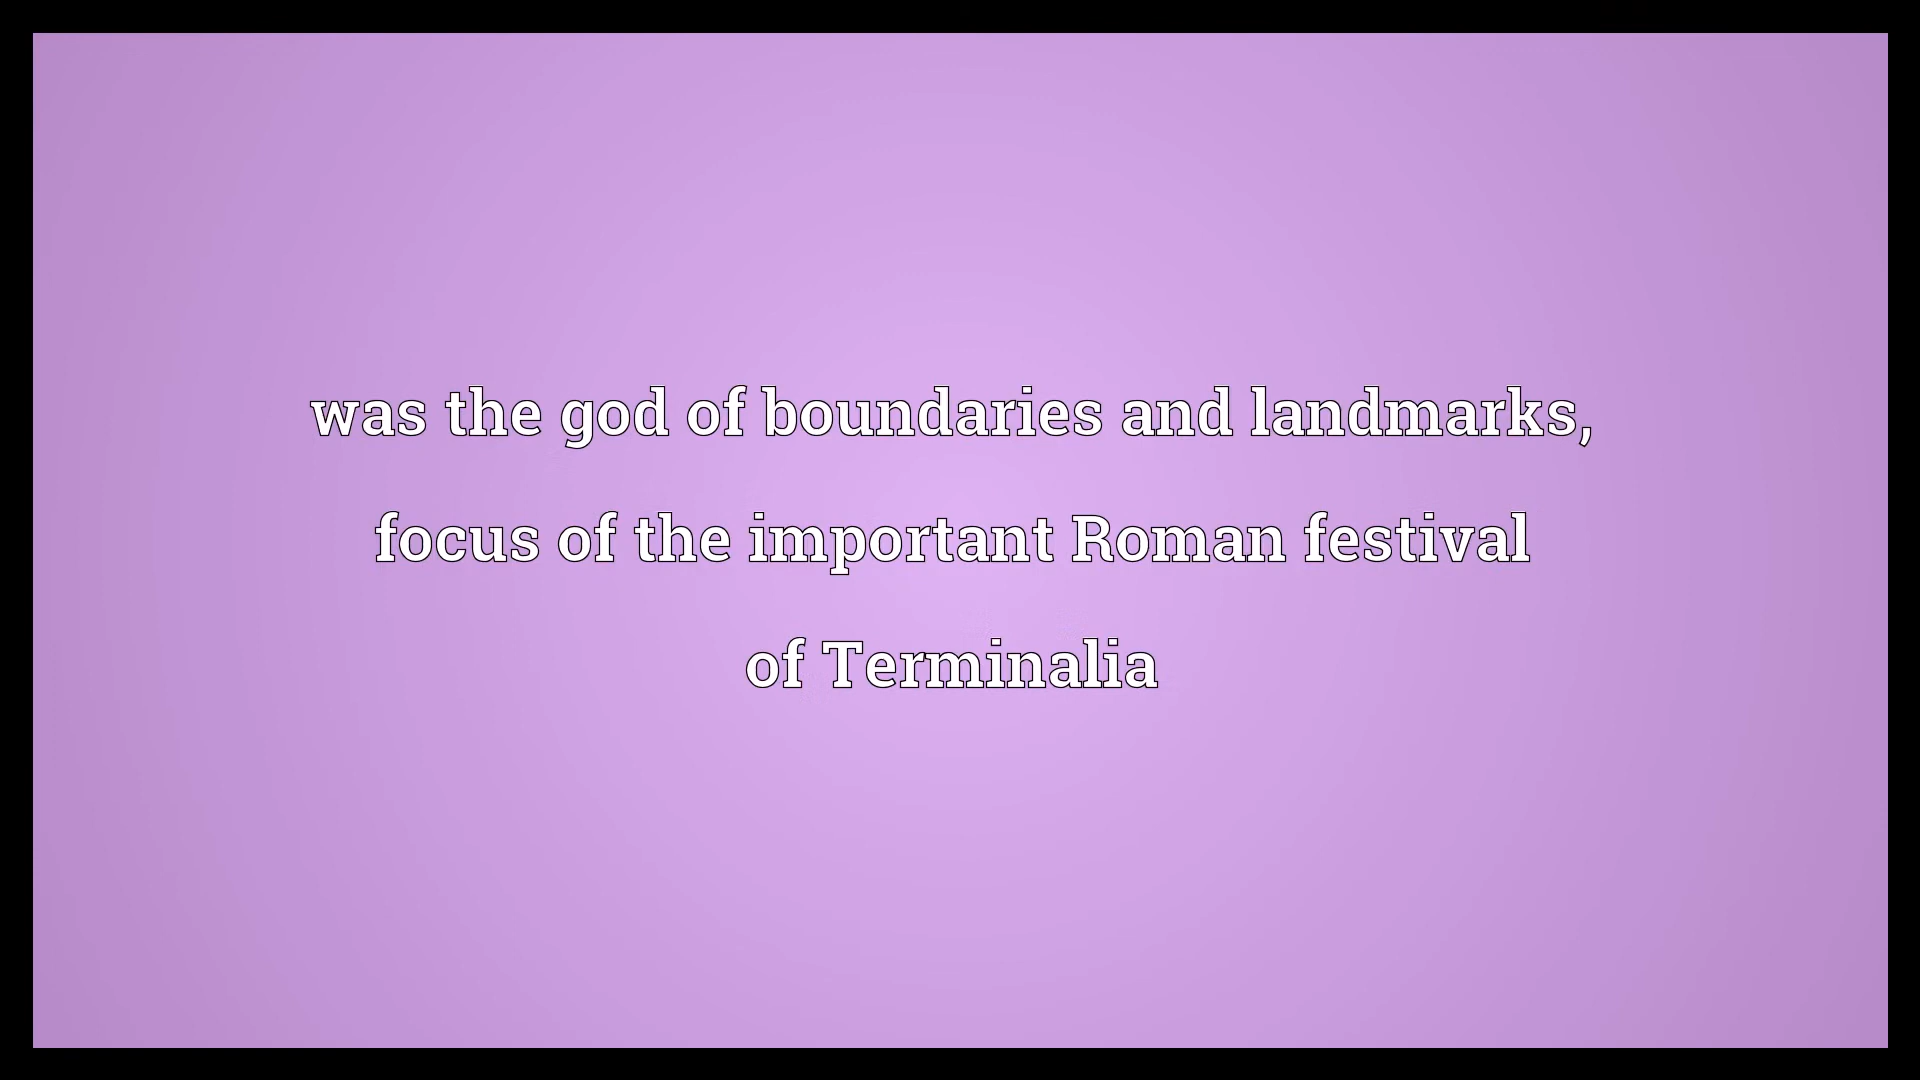 was the god of boundaries and landmarks,
focus of the important Roman festival
of Terminalia